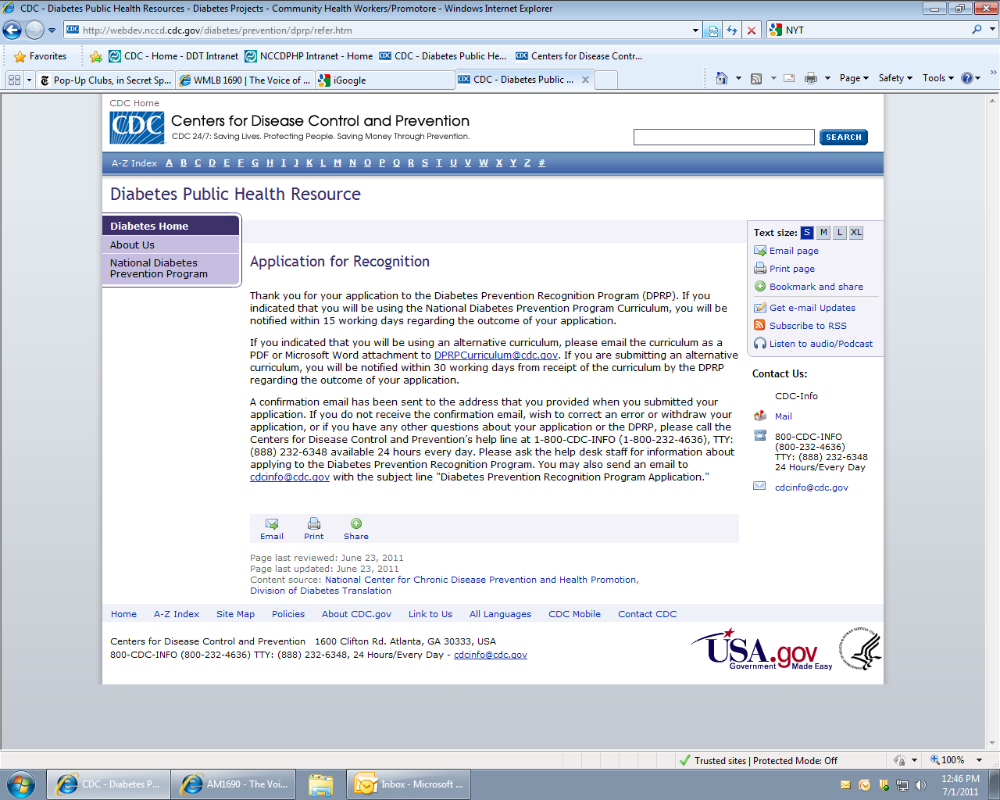 CDC - Diabetes Public Health Resources - Diabetes Projects - Community Health Workers/Promotore - Windows Internet Explorer
CDC http://webdev.nccd.cdc.gov/diabetes/prevention/dprp/refer.htm
NYT
Favorites
CDC - Home - DDT Intranet
NCCDPHP Intranet - Home
CDC CDC - Diabetes Public He...
CDC Centers for Disease Contr...
Pop-Up Clubs, in Secret Sp...
WMLB 1690 | The Voice of ...
iGoogle
CDC CDC - Diabetes Public ...
Page
Safety
Tools
CDC Home
CDC
Centers for Disease Control and Prevention
CDC 24/7: Saving Lives. Protecting People. Saving Money Through Prevention.
SEARCH
A-Z Index A B C D E F G H I J K L M N O P Q R S T U V W X Y Z #
Diabetes Public Health Resource
Diabetes Home
About Us
National Diabetes
Prevention Program
Application for Recognition
Thank you for your application to the Diabetes Prevention Recognition Program (DPRP). If you
indicated that you will be using the National Diabetes Prevention Program Curriculum, you will be
notified within 15 working days regarding the outcome of your application.
If you indicated that you will be using an alternative curriculum, please email the curriculum as a
PDF or Microsoft Word attachment to DPRPCurriculum@cdc.gov. If you are submitting an alternative
curriculum, you will be notified within 30 working days from receipt of the curriculum by the DPRP
regarding the outcome of your application.
A confirmation email has been sent to the address that you provided when you submitted your
application. If you do not receive the confirmation email, wish to correct an error or withdraw your
application, or if you have any other questions about your application or the DPRP, please call the
Centers for Disease Control and Prevention's help line at 1-800-CDC-INFO (1-800-232-4636), TTY:
(888) 232-6348 available 24 hours every day. Please ask the help desk staff for information about
applying to the Diabetes Prevention Recognition Program. You may also send an email to
cdcinfo@cdc.gov with the subject line "Diabetes Prevention Recognition Program Application."
Email
Print
Share
Page last reviewed: June 23, 2011
Page last updated: June 23, 2011
Content source: National Center for Chronic Disease Prevention and Health Promotion,
Division of Diabetes Translation
Text size: S M L XL
Email page
Print page
Bookmark and share
Get e-mail Updates
Subscribe to RSS
Listen to audio/Podcast
Contact Us:
CDC-Info
Mail
800-CDC-INFO
(800-232-4636)
TTY: (888) 232-6348
24 Hours/Every Day
cdcinfo@cdc.gov
Home A-Z Index Site Map Policies About CDC.gov Link to Us All Languages CDC Mobile Contact CDC
Centers for Disease Control and Prevention 1600 Clifton Rd. Atlanta, GA 30333, USA
800-CDC-INFO (800-232-4636) TTY: (888) 232-6348, 24 Hours/Every Day - cdcinfo@cdc.gov
USA.gov
Government Made Easy
Trusted sites | Protected Mode: Off
100%
CDC - Diabetes P...
AM1690 - The Voi...
Inbox - Microsoft ...
12:46 PM
7/1/2011